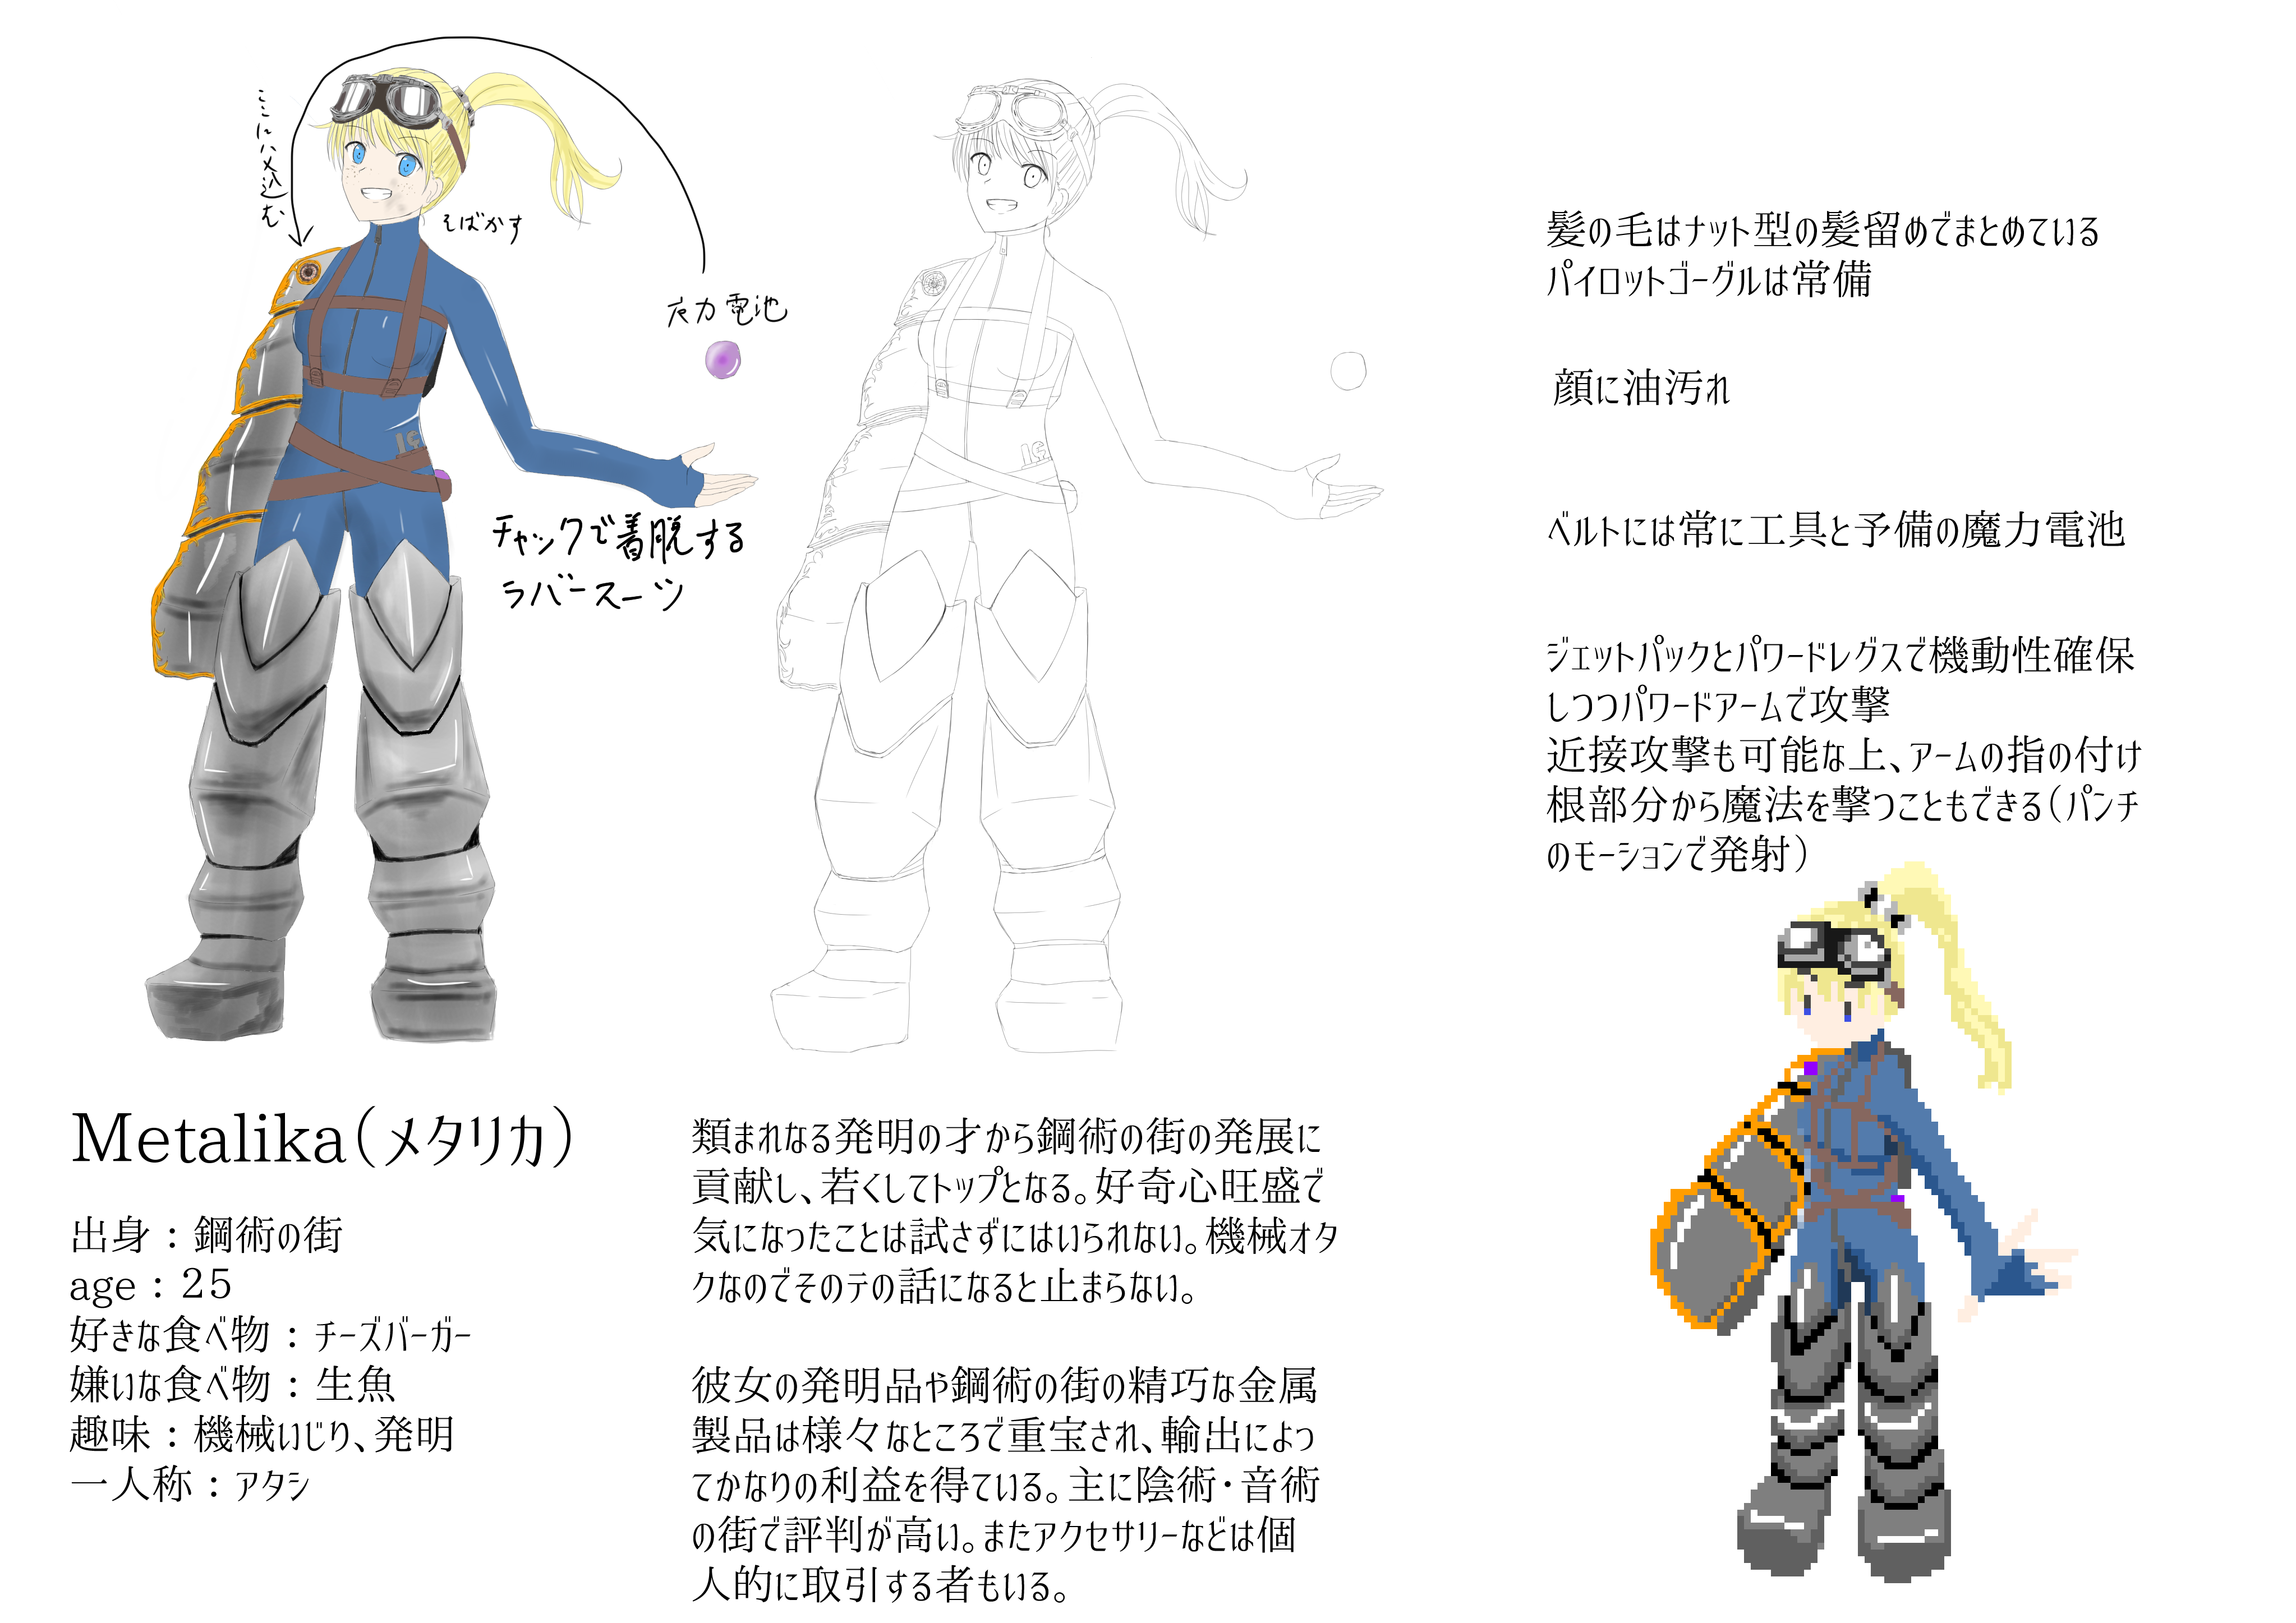 ここにハメ込む
そばかす
魔力電池
チャックで着脱する
ラバースーツ
髪の毛はナット型の髪留めでまとめている
パイロットゴーグルは常備
顔に油汚れ
ベルトには常に工具と予備の魔力電池
ジェットパックとパワードレグスで機動性確保
しつつパワードアームで攻撃
近接攻撃も可能な上、アームの指の付け
根部分から魔法を撃つこともできる（パンチ
のモーションで発射）
Metalika（メタリカ）
出身：鋼術の街
age：25
好きな食べ物：チーズバーガー
嫌いな食べ物：生魚
趣味：機械いじり、発明
一人称：アタシ
類まれなる発明の才から鋼術の街の発展に
貢献し、若くしてトップとなる。好奇心旺盛で
気になったことは試さずにはいられない。機械オタ
クなのでそのテの話になると止まらない。
彼女の発明品や鋼術の街の精巧な金属
製品は様々なところで重宝され、輸出によっ
てかなりの利益を得ている。主に陰術・音術
の街で評判が高い。またアクセサリーなどは個
人的に取引する者もいる。